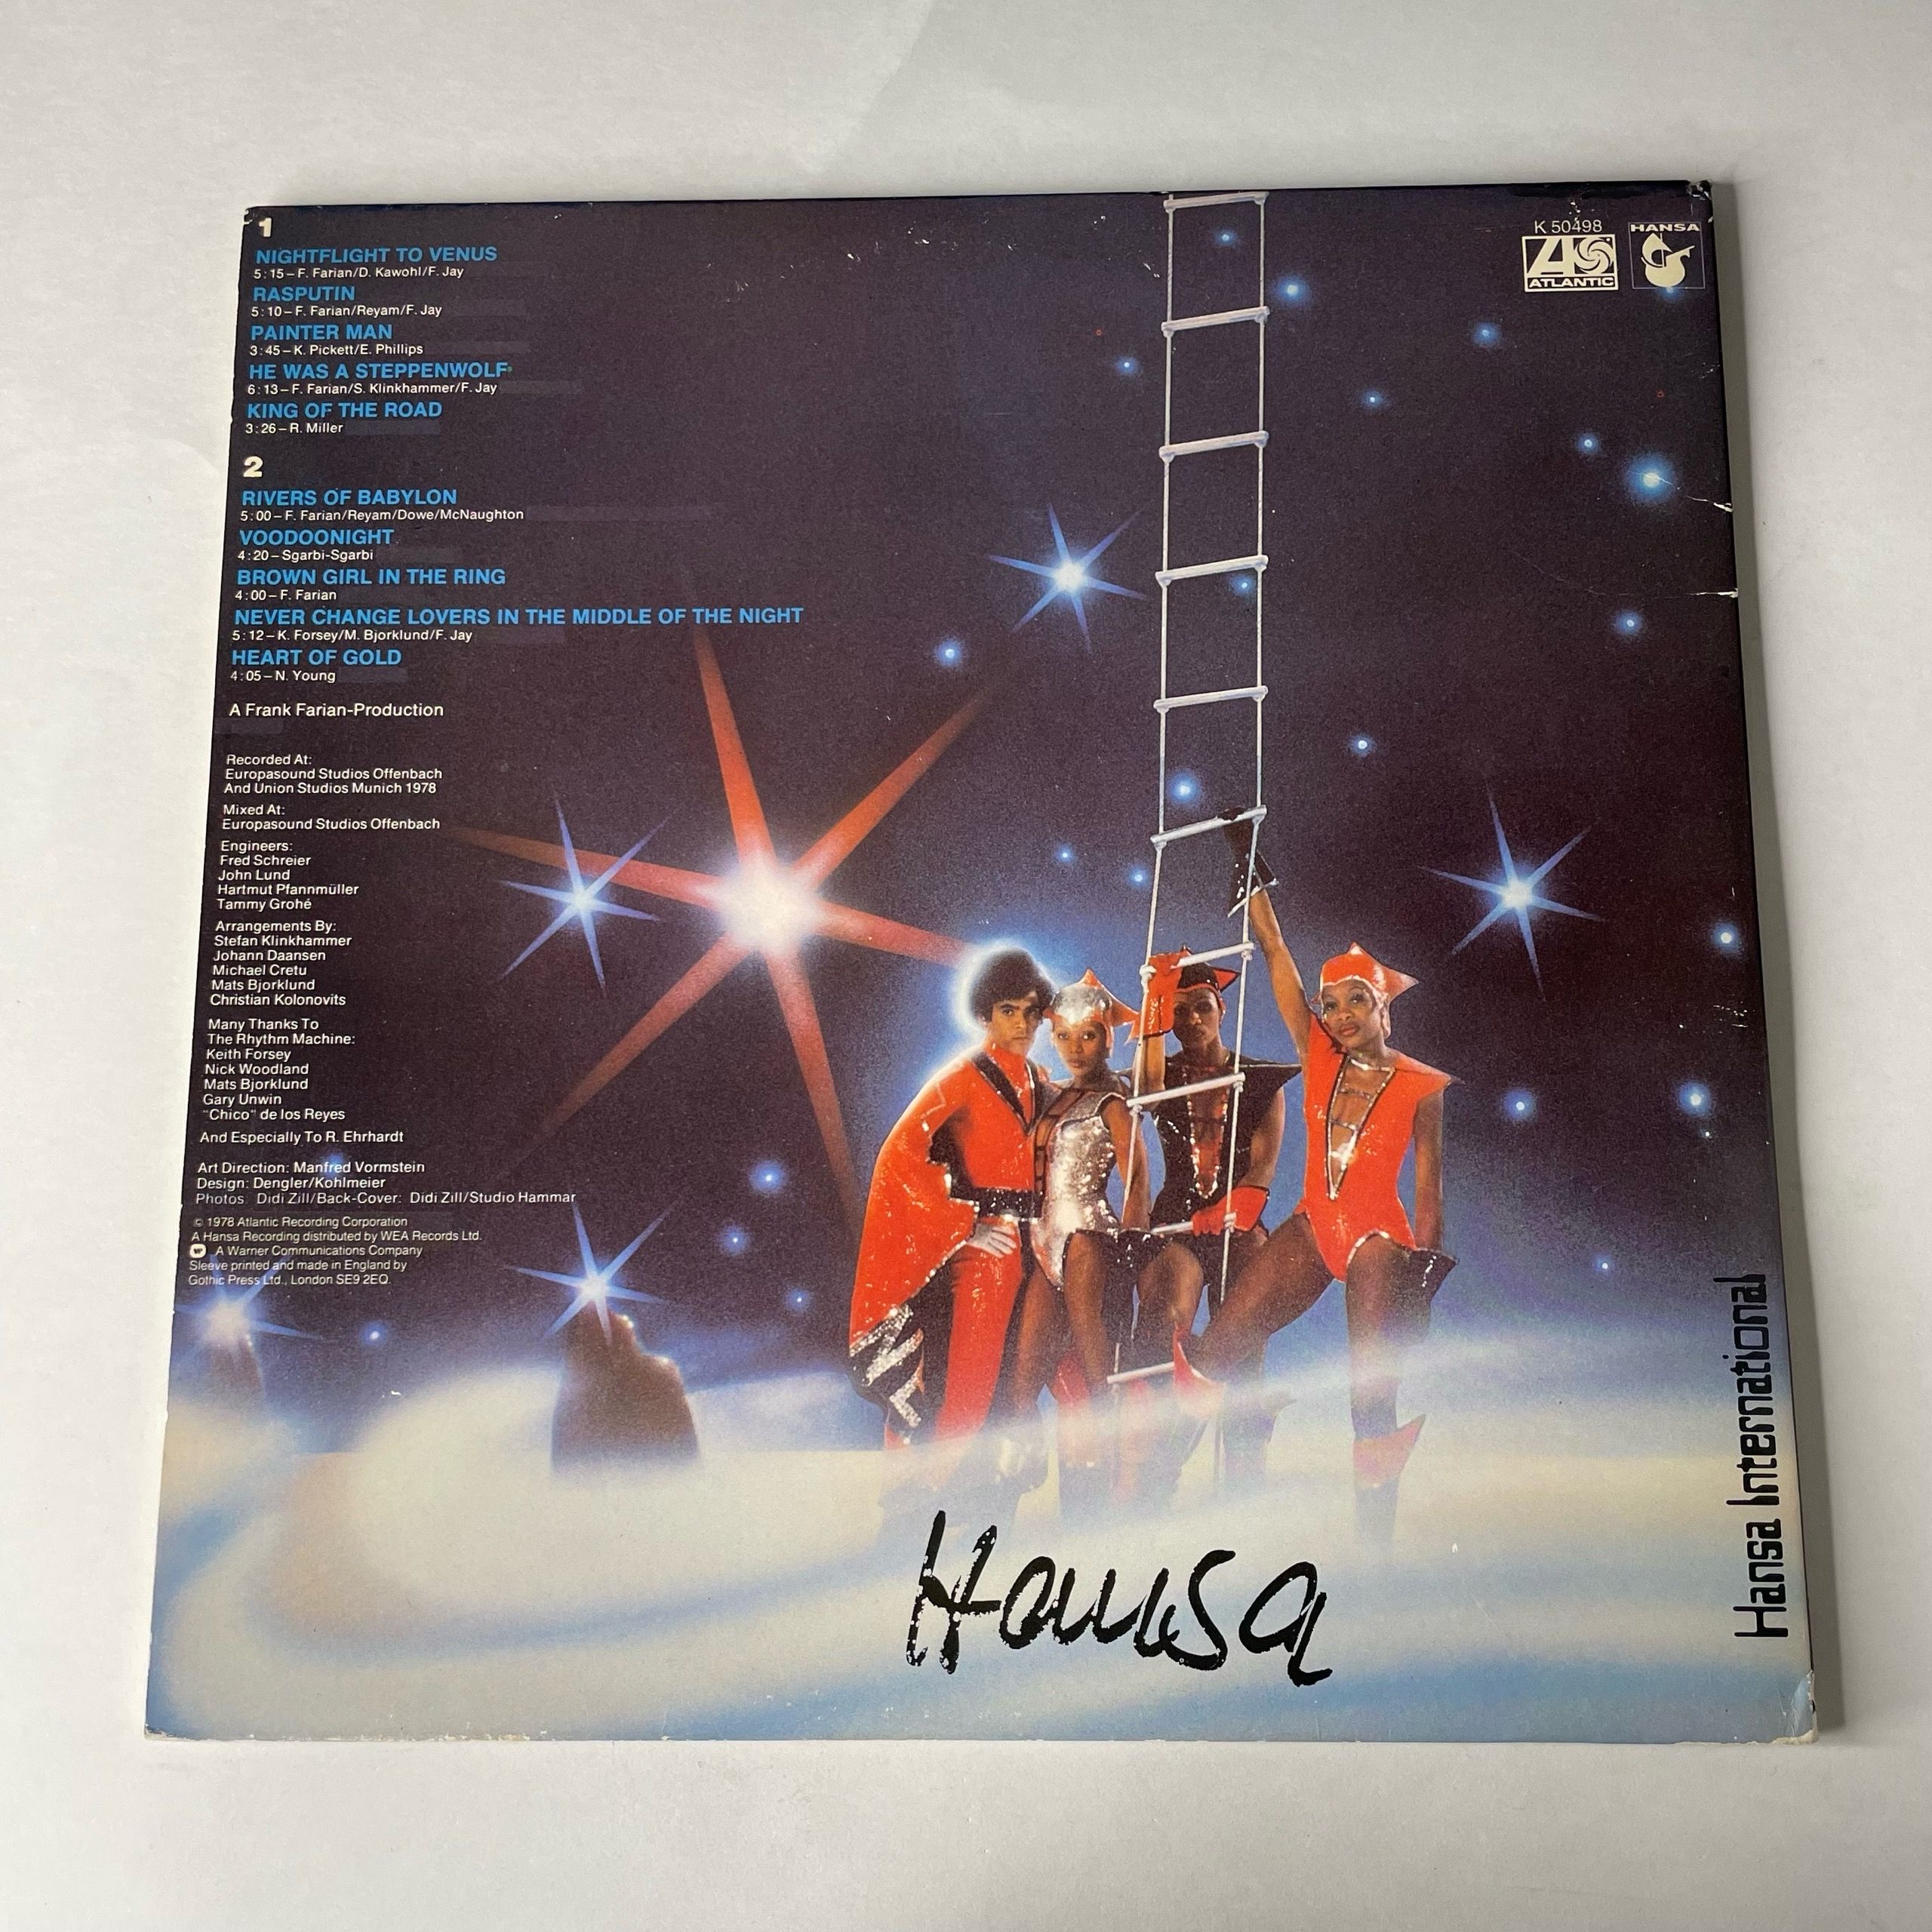 1
NIGHTFLIGHT TO VENUS
5:15 – F. Farian/D. Kawohl/F. Jay
RASPUTIN
5:10 – F. Farian/Reyam/F. Jay
PAINTER MAN
3:45 – K. Pickett/E. Phillips
HE WAS A STEPPENWOLF
6:13 – F. Farian/S. Klinkhammer/F. Jay
KING OF THE ROAD
3:26 – R. Miller
2
RIVERS OF BABYLON
5:00 – F. Farian/Reyam/Dowe/McNaughton
VOODOONIGHT
4:20 – Sgarbi-Sgarbi
BROWN GIRL IN THE RING
4:00 – F. Farian
NEVER CHANGE LOVERS IN THE MIDDLE OF THE NIGHT
5:12 – K. Forsey/M. Bjorklund/F. Jay
HEART OF GOLD
4:05 – N. Young
A Frank Farian-Production
Recorded At:
Europasound Studios Offenbach
And Union Studios Munich 1978
Mixed At:
Europasound Studios Offenbach
Engineers:
Fred Schreier
John Lund
Hartmut Pfannmüller
Tammy Grohé
Arrangements By:
Stefan Klinkhammer
Johann Daansen
Michael Cretu
Mats Bjorklund
Christian Kolonovits
Many Thanks To
The Rhythm Machine:
Keith Forsey
Nick Woodland
Mats Bjorklund
Gary Unwin
"Chico" de los Reyes
And Especially To R. Ehrhardt
Art Direction: Manfred Vormstein
Design: Dengler/Kohlmeier
Photos: Didi Zill/Back-Cover: Didi Zill/Studio Hammar
© 1978 Atlantic Recording Corporation
A Hansa Recording distributed by WEA Records Ltd.
A Warner Communications Company
Sleeve printed and made in England by
Gothic Press Ltd., London SE9 2EQ.
K 50498
ATLANTIC
HANSA
Hansa International
Hansa